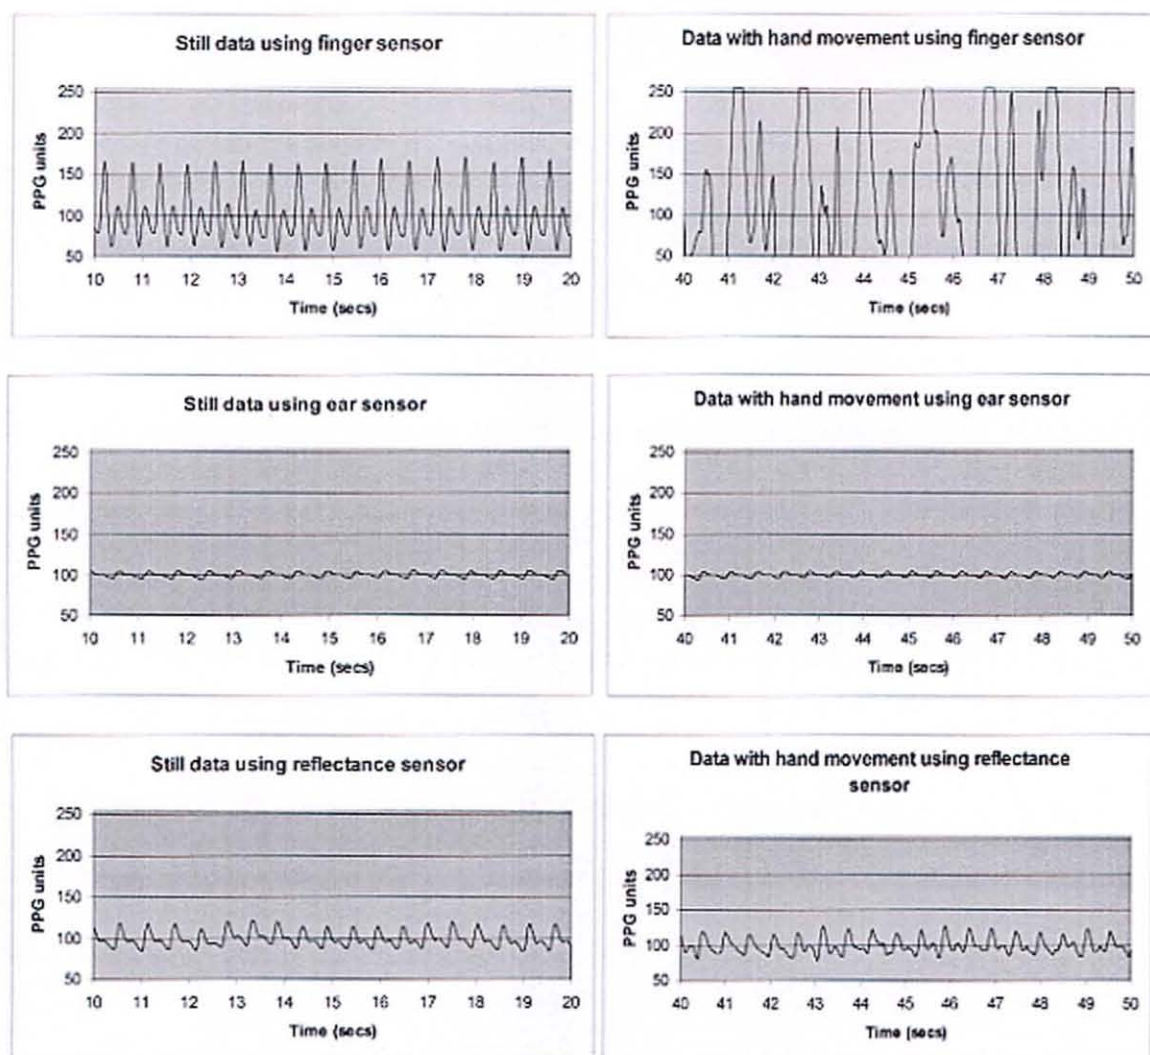 Still data using finger sensor
PPG units
250
200
150
100
50
10 11 12 13 14 15 16 17 18 19 20
Time (secs)
Data with hand movement using finger sensor
PPG units
250
200
150
100
50
40 41 42 43 44 45 46 47 48 49 50
Time (secs)
Still data using ear sensor
PPG units
250
200
150
100
50
10 11 12 13 14 15 16 17 18 19 20
Time (secs)
Data with hand movement using ear sensor
PPG units
250
200
150
100
50
40 41 42 43 44 45 46 47 48 49 50
Time (secs)
Still data using reflectance sensor
PPG units
250
200
150
100
50
10 11 12 13 14 15 16 17 18 19 20
Time (secs)
Data with hand movement using reflectance
sensor
PPG units
250
200
150
100
50
40 41 42 43 44 45 46 47 48 49 50
Time (secs)